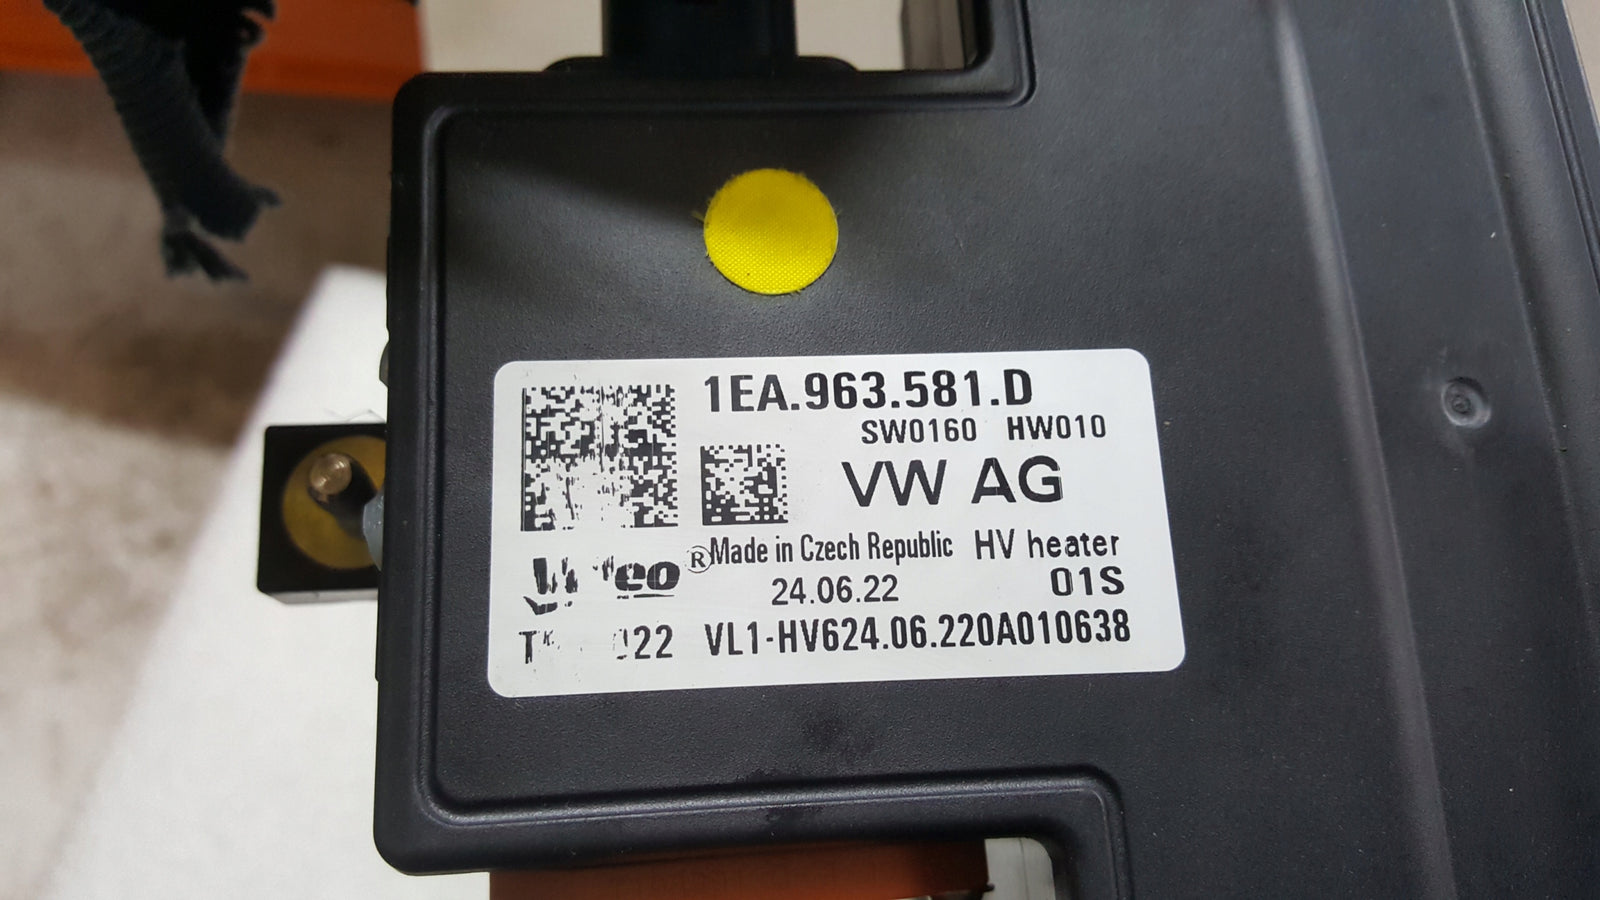 1EA.963.581.D
SW0160 HW010
VW AG
® Made in Czech Republic HV heater
24.06.22 01S
VL1-HV624.06.220A010638